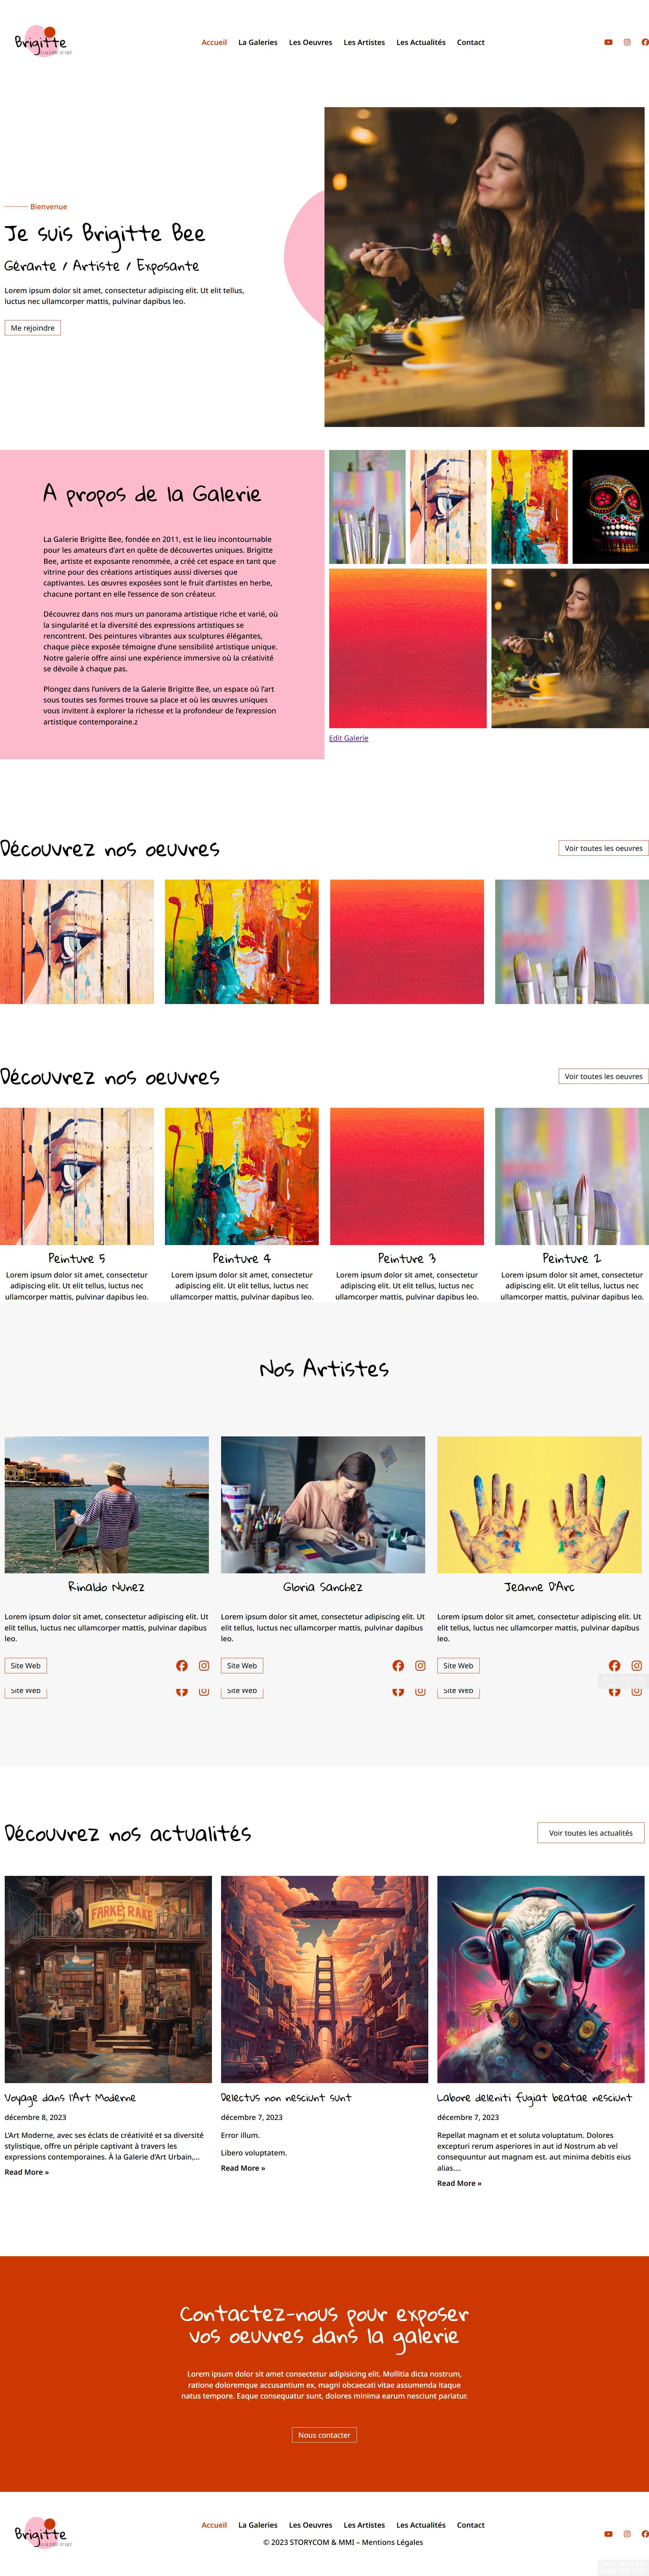 Brigitte
GALERIE D'ART
Accueil
La Galeries
Les Oeuvres
Les Artistes
Les Actualités
Contact
Bienvenue
Je suis Brigitte Bee
Gérante / Artiste / Exposante
Lorem ipsum dolor sit amet, consectetur adipiscing elit. Ut elit tellus,
luctus nec ullamcorper mattis, pulvinar dapibus leo.
Me rejoindre
A propos de la Galerie
La Galerie Brigitte Bee, fondée en 2011, est le lieu incontournable
pour les amateurs d'art en quête de découvertes uniques. Brigitte
Bee, artiste et exposante renommée, a créé cet espace en tant que
vitrine pour des créations artistiques aussi diverses que
captivantes. Les œuvres exposées sont le fruit d'artistes en herbe,
chacune portant en elle l'essence de son créateur.
Découvrez dans nos murs un panorama artistique riche et varié, où
la singularité et la diversité des expressions artistiques se
rencontrent. Des peintures vibrantes aux sculptures élégantes,
chaque pièce exposée témoigne d'une sensibilité artistique unique.
Notre galerie offre ainsi une expérience immersive où la créativité
se dévoile à chaque pas.
Plongez dans l'univers de la Galerie Brigitte Bee, un espace où l'art
sous toutes ses formes trouve sa place et où les œuvres uniques
vous invitent à explorer la richesse et la profondeur de l'expression
artistique contemporaine.z
Edit Galerie
Découvrez nos oeuvres
Voir toutes les oeuvres
Découvrez nos oeuvres
Voir toutes les oeuvres
Peinture 5
Lorem ipsum dolor sit amet, consectetur
adipiscing elit. Ut elit tellus, luctus nec
ullamcorper mattis, pulvinar dapibus leo.
Peinture 4
Lorem ipsum dolor sit amet, consectetur
adipiscing elit. Ut elit tellus, luctus nec
ullamcorper mattis, pulvinar dapibus leo.
Peinture 3
Lorem ipsum dolor sit amet, consectetur
adipiscing elit. Ut elit tellus, luctus nec
ullamcorper mattis, pulvinar dapibus leo.
Peinture 2
Lorem ipsum dolor sit amet, consectetur
adipiscing elit. Ut elit tellus, luctus nec
ullamcorper mattis, pulvinar dapibus leo.
Nos Artistes
Rinaldo Nunez
Lorem ipsum dolor sit amet, consectetur adipiscing elit. Ut
elit tellus, luctus nec ullamcorper mattis, pulvinar dapibus
leo.
Site Web
Site Web
Gloria Sanchez
Lorem ipsum dolor sit amet, consectetur adipiscing elit. Ut
elit tellus, luctus nec ullamcorper mattis, pulvinar dapibus
leo.
Site Web
Site Web
Jeanne D'Arc
Lorem ipsum dolor sit amet, consectetur adipiscing elit. Ut
elit tellus, luctus nec ullamcorper mattis, pulvinar dapibus
leo.
Site Web
Site Web
Découvrez nos actualités
Voir toutes les actualités
FARKE RAKE
Voyage dans l'Art Moderne
décembre 8, 2023
L'Art Moderne, avec ses éclats de créativité et sa diversité
stylistique, offre un périple captivant à travers les
expressions contemporaines. À la Galerie d'Art Urbain,...
Read More »
Delectus non nesciunt sunt
décembre 7, 2023
Error illum.
Libero voluptatem.
Read More »
Labore deleniti fugiat beatae nesciunt
décembre 7, 2023
Repellat magnam et et soluta voluptatum. Dolores
excepturi rerum asperiores in aut id Nostrum ab vel
consequuntur aut magnam est. aut minima debitis eius
alias....
Read More »
Contactez-nous pour exposer
vos oeuvres dans la galerie
Lorem ipsum dolor sit amet consectetur adipisicing elit. Mollitia dicta nostrum,
ratione doloremque accusantium ex, magni obcaecati vitae assumenda itaque
natus tempore. Eaque consequatur sunt, dolores minima earum nesciunt pariatur.
Nous contacter
Brigitte
GALERIE D'ART
Accueil
La Galeries
Les Oeuvres
Les Artistes
Les Actualités
Contact
© 2023 STORYCOM & MMI – Mentions Légales